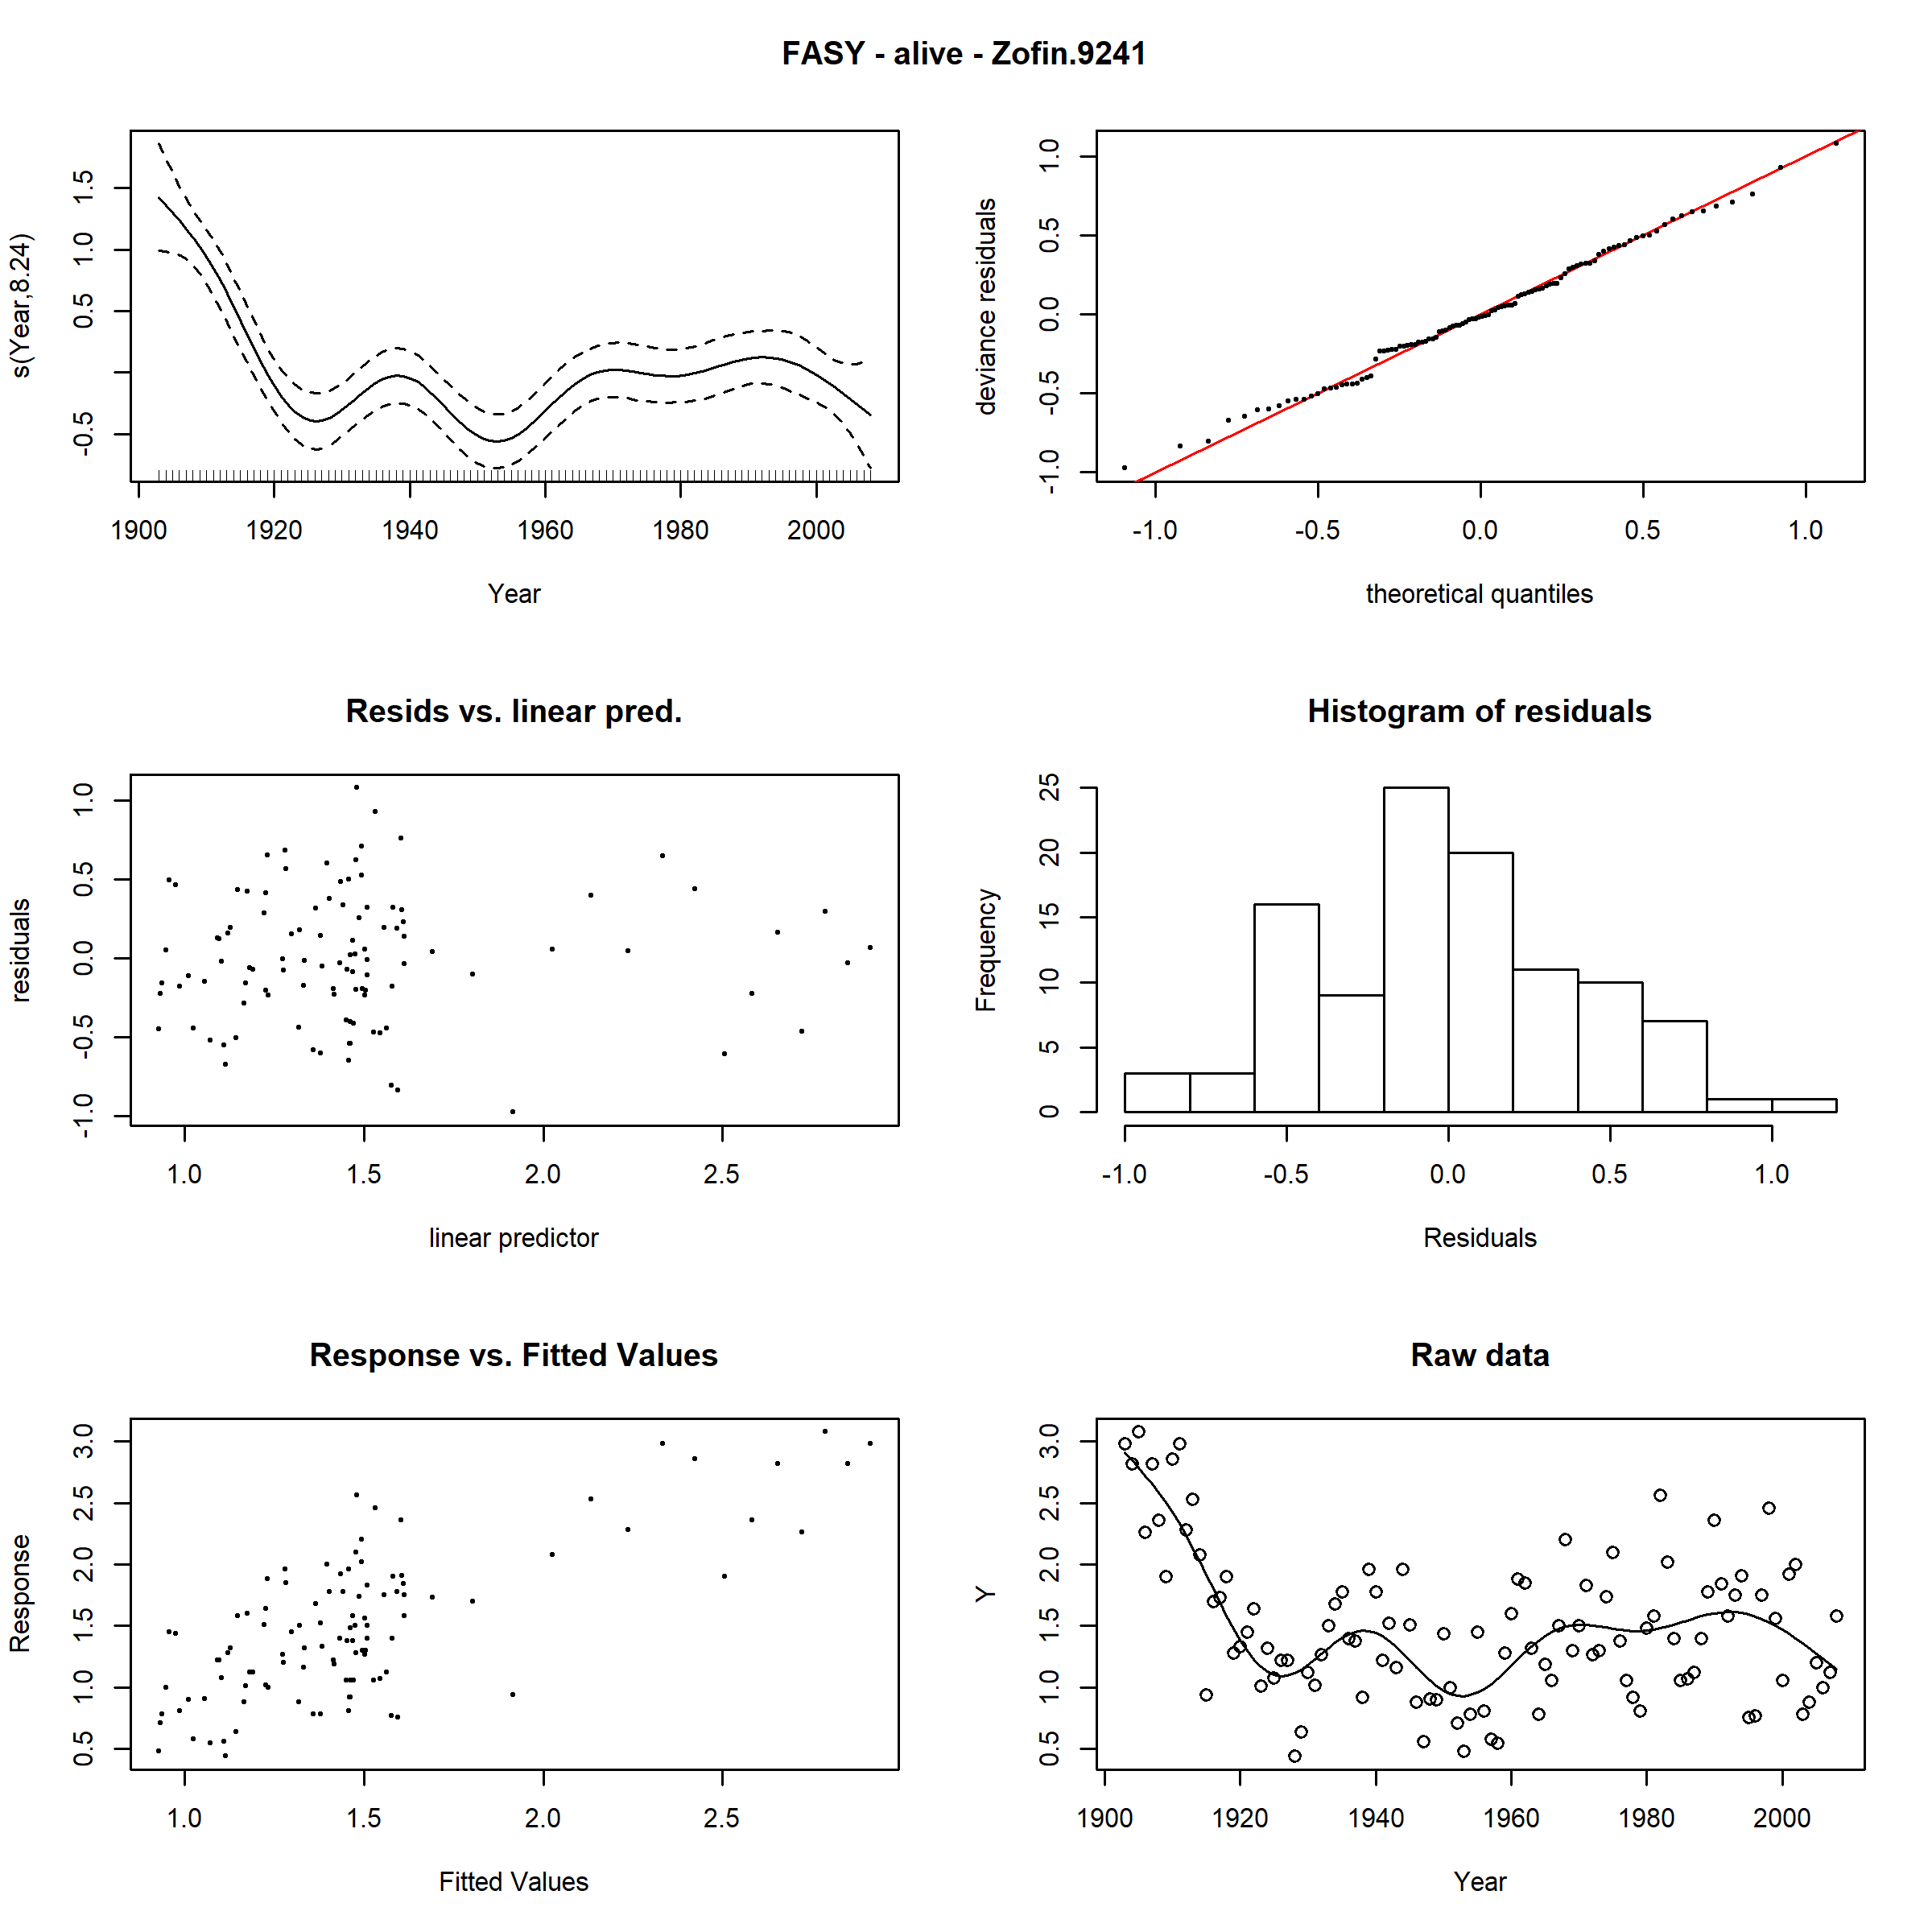 FASY - alive - Zofin.9241
s(Year,8.24)
-0.5 0.5 1.0 1.5
1900 1920 1940 1960 1980 2000
Year
deviance residuals
-1.0 -0.5 0.0 0.5 1.0
-1.0 -0.5 0.0 0.5 1.0
theoretical quantiles
Resids vs. linear pred.
residuals
-1.0 -0.5 0.0 0.5 1.0
1.0 1.5 2.0 2.5
linear predictor
Histogram of residuals
Frequency
0 5 10 15 20 25
-1.0 -0.5 0.0 0.5 1.0
Residuals
Response vs. Fitted Values
Response
0.5 1.0 1.5 2.0 2.5 3.0
1.0 1.5 2.0 2.5
Fitted Values
Raw data
Y
0.5 1.0 1.5 2.0 2.5 3.0
1900 1920 1940 1960 1980 2000
Year